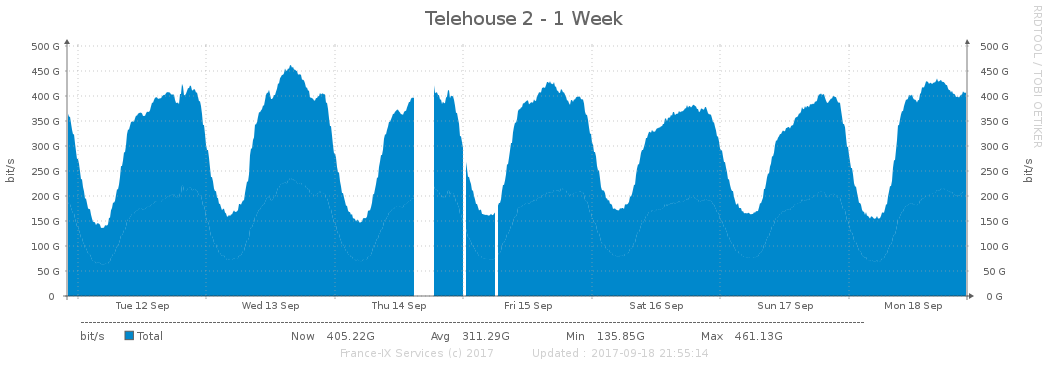 Telehouse 2 - 1 Week
RRDTOOL / TOBI OETIKER
500 G 500 G
450 G 450 G
400 G 400 G
350 G 350 G
300 G 300 G
250 G 250 G
200 G 200 G
150 G 150 G
100 G 100 G
50 G 50 G
0 0 G
bit/s bit/s
Tue 12 Sep Wed 13 Sep Thu 14 Sep Fri 15 Sep Sat 16 Sep Sun 17 Sep Mon 18 Sep
bit/s Total Now 405.22G Avg 311.29G Min 135.85G Max 461.13G
France-IX Services (c) 2017 Updated : 2017-09-18 21:55:14